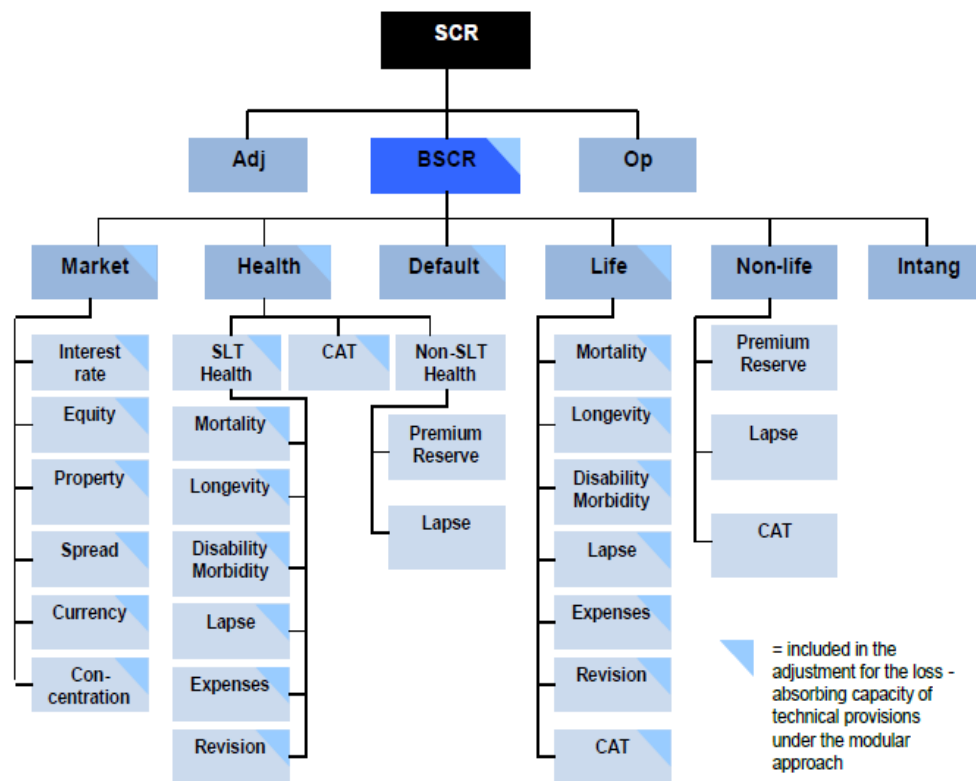 SCR
Adj
BSCR
Op
Market
Health
Default
Life
Non-life
Intang
Interest
rate
Equity
Property
Spread
Currency
Con-
centration
SLT
Health
CAT
Non-SLT
Health
Mortality
Longevity
Disability
Morbidity
Lapse
Expenses
Revision
Premium
Reserve
Lapse
Mortality
Longevity
Disability
Morbidity
Lapse
Expenses
Revision
CAT
Premium
Reserve
Lapse
CAT
= included in the
adjustment for the loss -
absorbing capacity of
technical provisions
under the modular
approach